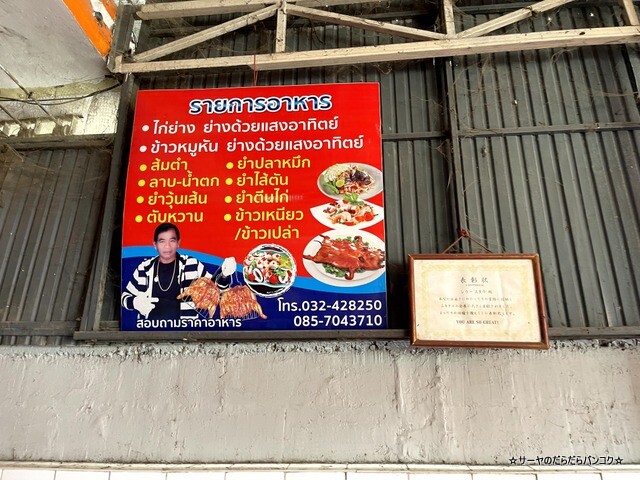 รายการอาหาร
• ไก่ย่าง ย่างด้วยแสงอาทิตย์
• ข้าวหมูหัน ย่างด้วยแสงอาทิตย์
• ส้มตำ
• ลาบ-น้ำตก
• ยำวุ้นเส้น
• ตับหวาน
• ยำปลาหมึก
• ยำไส้ตัน
• ยำตีนไก่
• ข้าวเหนียว
/ข้าวเปล่า
สอบถามราคาอาหาร
โทร.032-428250
085-7043710
表彰状
YOU ARE SO GREAT!
☆サーヤのだらだらバンコク☆